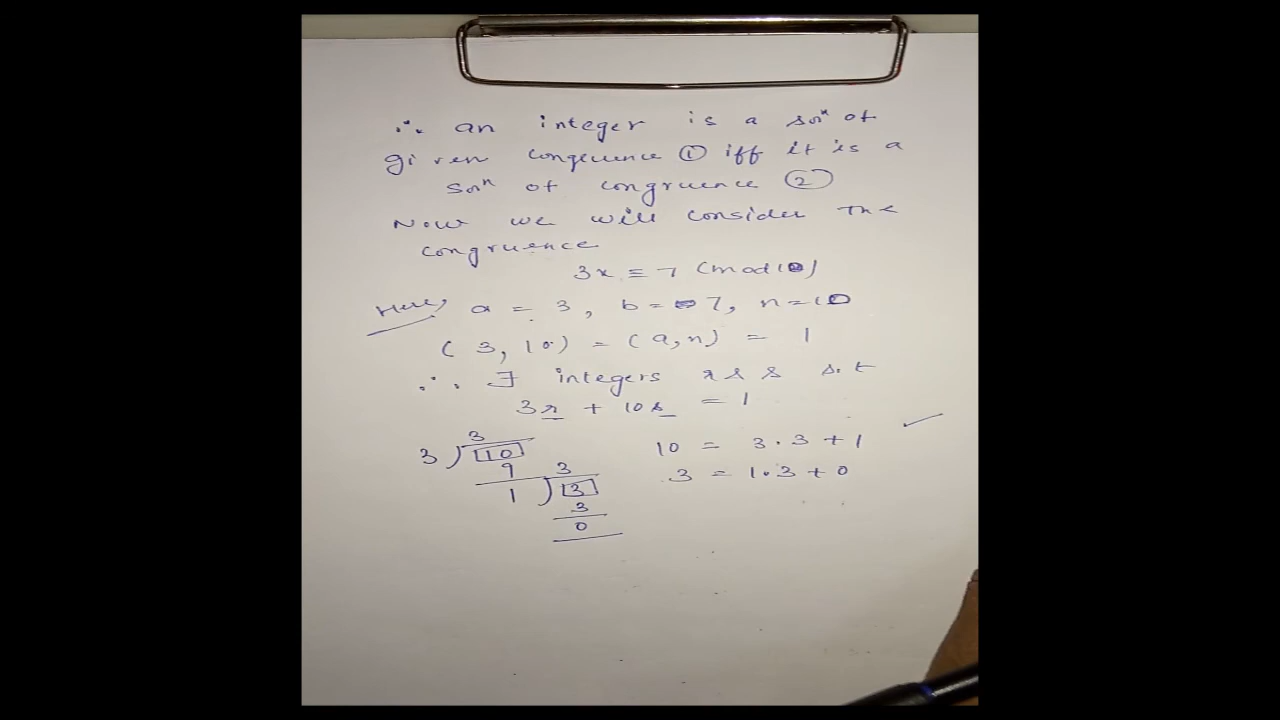 ∴ an integer is a solⁿ of
given congruence ① iff it is a
solⁿ of congruence ②
Now we will consider the
congruence
3x ≡ 7 (mod 10)
Here, a = 3, b = 7, n = 10
(3, 10) = (a, n) = 1
∴ ∃ integers r & s s.t
3r + 10s = 1
3 ) 10 ( 3
9
1 ) 3 ( 3
3
0
10 = 3·3 + 1
3 = 1·3 + 0